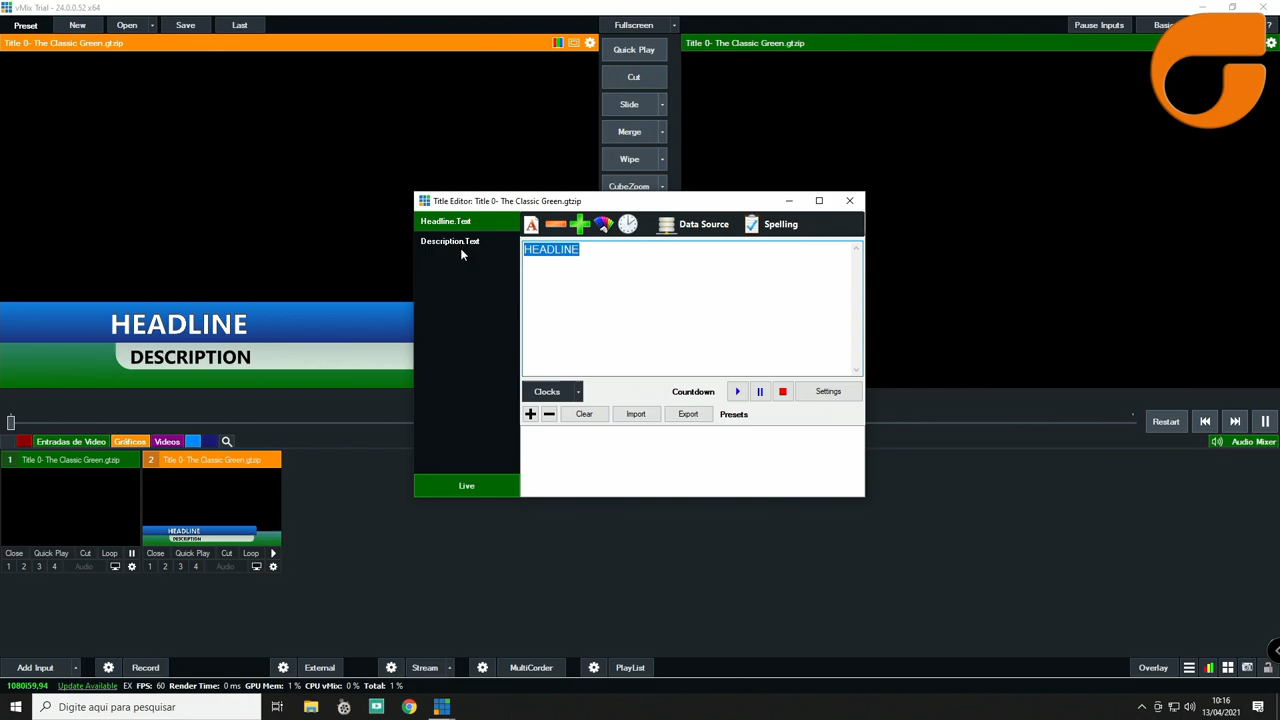 vMix Trial - 24.0.0.52 x64
Preset New Open Save Last Fullscreen Pause Inputs Basic ?
Title 0- The Classic Green.gtzip
Title 0- The Classic Green.gtzip
Quick Play
Cut
Slide
Merge
Wipe
CubeZoom
Title Editor: Title 0- The Classic Green.gtzip
Headline.Text
Description.Text
Data Source Spelling
HEADLINE
HEADLINE
DESCRIPTION
Clocks Countdown Settings
Clear Import Export Presets
Live
Restart
Entradas de Video Gráficos Videos
Audio Mixer
1 Title 0- The Classic Green.gtzip
2 Title 0- The Classic Green.gtzip
HEADLINE
DESCRIPTION
Close Quick Play Cut Loop
Close Quick Play Cut Loop
1 2 3 4 Audio
1 2 3 4 Audio
Add Input Record External Stream MultiCorder PlayList Overlay
1080i59,94 Update Available EX FPS: 60 Render Time: 0 ms GPU Mem: 1 % CPU vMix: 0 % Total: 1 %
Digite aqui para pesquisar
10:16
13/04/2021